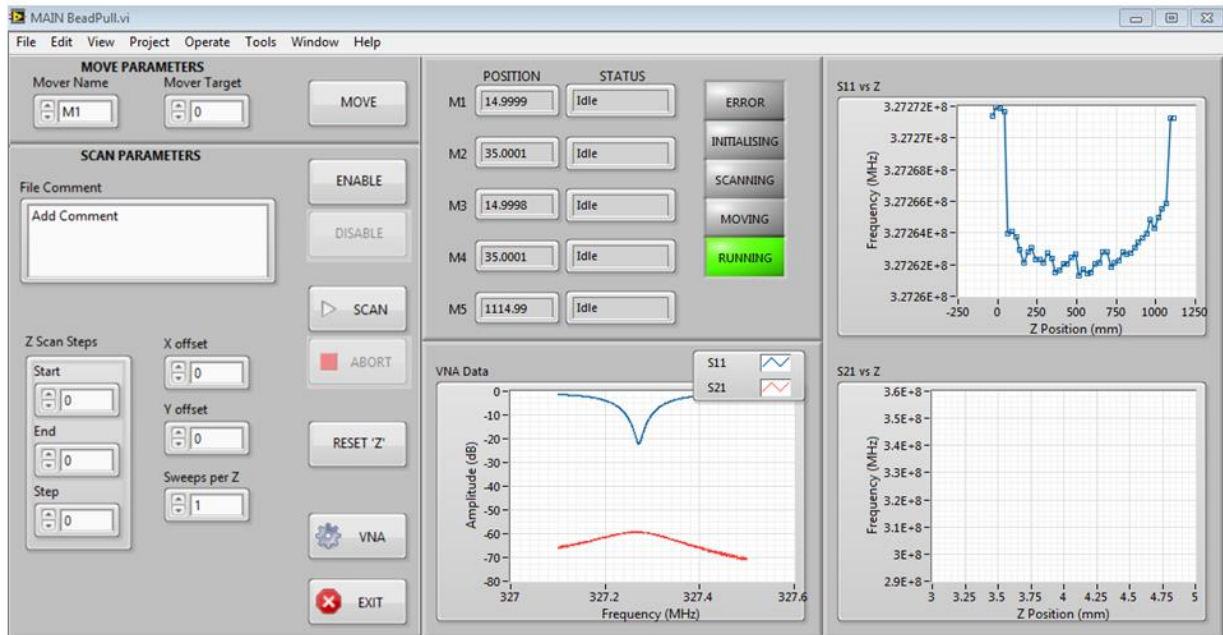 MAIN BeadPull.vi
File Edit View Project Operate Tools Window Help
MOVE PARAMETERS
Mover Name Mover Target
M1 0 MOVE
SCAN PARAMETERS
File Comment
Add Comment
ENABLE
DISABLE
SCAN
ABORT
Z Scan Steps
Start
0
End
0
Step
0
X offset
0
Y offset
0
Sweeps per Z
1
RESET 'Z'
VNA
EXIT
POSITION STATUS
M1 14.9999 Idle
M2 35.0001 Idle
M3 14.9998 Idle
M4 35.0001 Idle
M5 1114.99 Idle
ERROR
INITIALISING
SCANNING
MOVING
RUNNING
VNA Data
S11
S21
Amplitude (dB)
0
-10
-20
-30
-40
-50
-60
-70
-80
327 327.2 327.4 327.6
Frequency (MHz)
S11 vs Z
Frequency (MHz)
3.27272E+8
3.2727E+8
3.27268E+8
3.27266E+8
3.27264E+8
3.27262E+8
3.2726E+8
-250 0 250 500 750 1000 1250
Z Position (mm)
S21 vs Z
Frequency (MHz)
3.6E+8
3.5E+8
3.4E+8
3.3E+8
3.2E+8
3.1E+8
3E+8
2.9E+8
3 3.25 3.5 3.75 4 4.25 4.5 4.75 5
Z Position (mm)